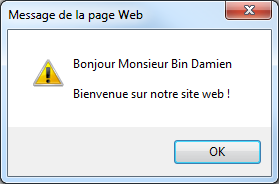 Message de la page Web
Bonjour Monsieur Bin Damien
Bienvenue sur notre site web !
OK